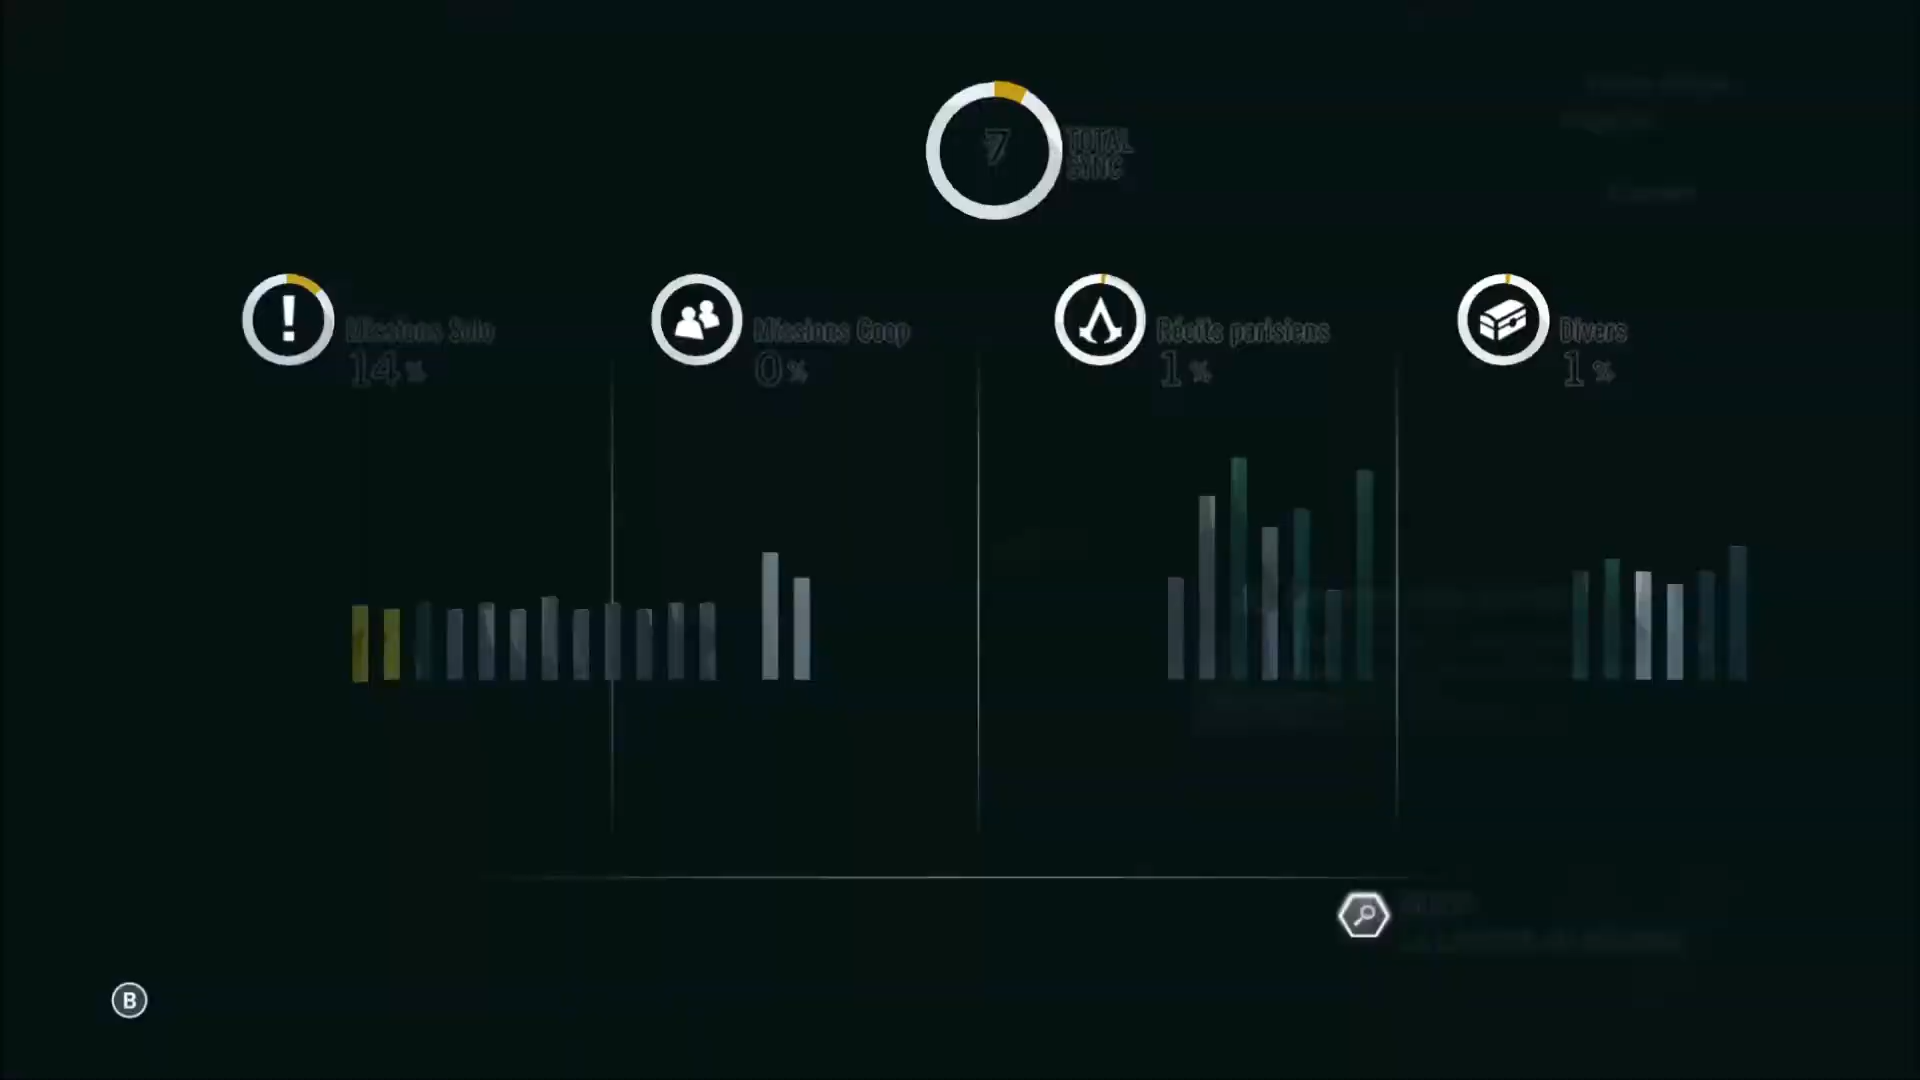 7
TOTAL
SYNC
Missions Solo
14 %
Missions Coop
0 %
Récits parisiens
1 %
Divers
1 %
B